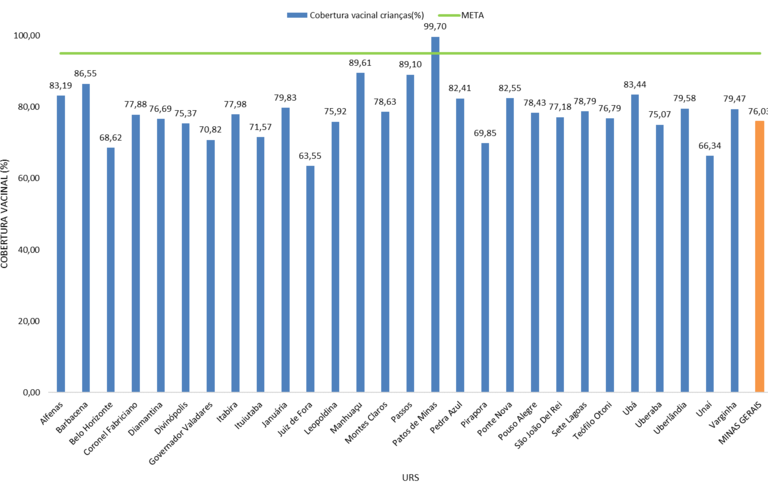 Cobertura vacinal crianças(%)
META
COBERTURA VACINAL (%)
100,00
80,00
60,00
40,00
20,00
0,00
83,19
86,55
68,62
77,88
76,69
75,37
70,82
77,98
71,57
79,83
63,55
75,92
89,61
78,63
89,10
99,70
82,41
69,85
82,55
78,43
77,18
78,79
76,79
83,44
75,07
79,58
66,34
79,47
76,03
Alfenas
Barbacena
Belo Horizonte
Coronel Fabriciano
Diamantina
Divinópolis
Governador Valadares
Itabira
Ituiutaba
Januária
Juiz de Fora
Leopoldina
Manhuaçu
Montes Claros
Passos
Patos de Minas
Pedra Azul
Pirapora
Ponte Nova
Pouso Alegre
São João Del Rei
Sete Lagoas
Teófilo Otoni
Ubá
Uberaba
Uberlândia
Unaí
Varginha
MINAS GERAIS
URS